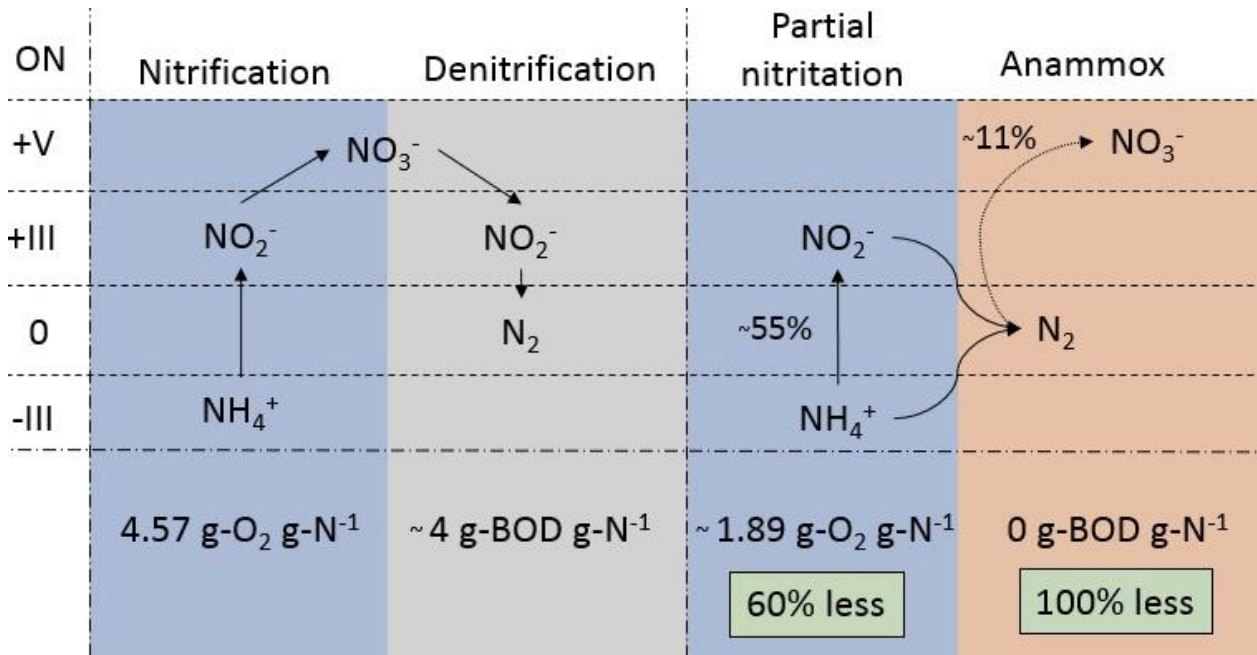 ON
Nitrification
Denitrification
Partial
nitritation
Anammox
+V
NO₃⁻
~11%
NO₃⁻
+III
NO₂⁻
NO₂⁻
NO₂⁻
0
N₂
~55%
N₂
-III
NH₄⁺
NH₄⁺
4.57 g-O₂ g-N⁻¹
~ 4 g-BOD g-N⁻¹
~ 1.89 g-O₂ g-N⁻¹
0 g-BOD g-N⁻¹
60% less
100% less